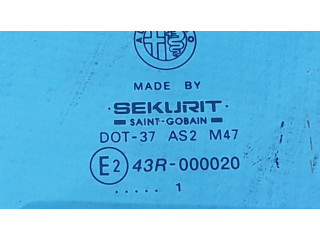 A O
MADE BY
SEKURIT
SAINT-GOBAIN
DOT-37 AS2 M47
E2 43R-000020
..... 1